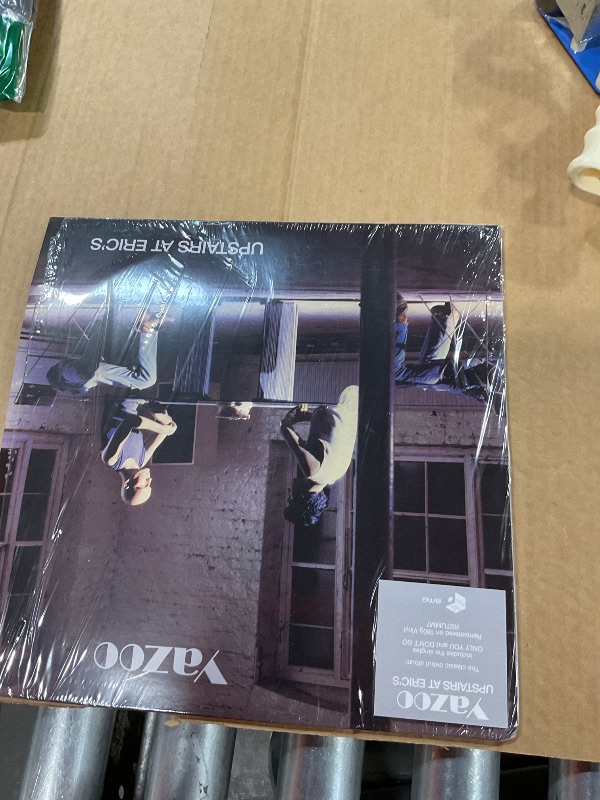 yazoo
UPSTAIRS AT ERIC'S
yazoo
UPSTAIRS AT ERIC'S
The classic debut album
includes the singles
ONLY YOU and DON'T GO
Remastered on 180g Vinyl
RSTUMM7
BMG